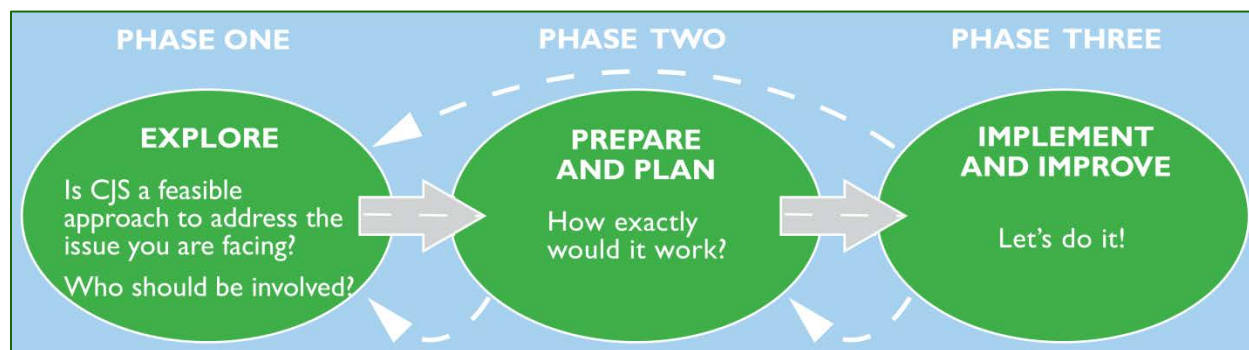 PHASE ONE
PHASE TWO
PHASE THREE
EXPLORE
Is CJS a feasible
approach to address the
issue you are facing?
Who should be involved?
PREPARE
AND PLAN
How exactly
would it work?
IMPLEMENT
AND IMPROVE
Let's do it!